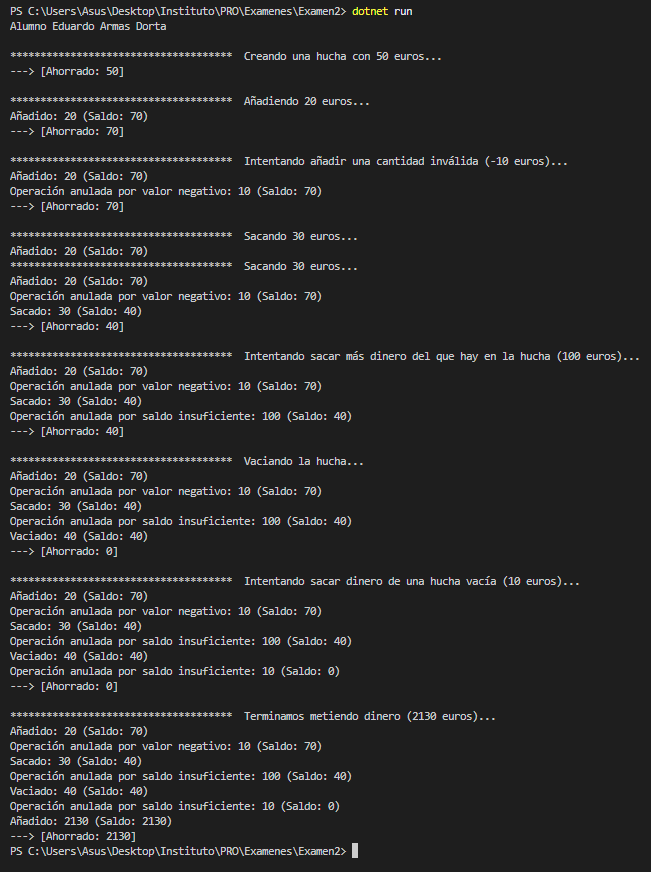 PS C:\Users\Asus\Desktop\Instituto\PRO\Examenes\Examen2> dotnet run
Alumno Eduardo Armas Dorta
************************************* Creando una hucha con 50 euros...
---> [Ahorrado: 50]
************************************* Añadiendo 20 euros...
Añadido: 20 (Saldo: 70)
---> [Ahorrado: 70]
************************************* Intentando añadir una cantidad inválida (-10 euros)...
Añadido: 20 (Saldo: 70)
Operación anulada por valor negativo: 10 (Saldo: 70)
---> [Ahorrado: 70]
************************************* Sacando 30 euros...
Añadido: 20 (Saldo: 70)
************************************* Sacando 30 euros...
Añadido: 20 (Saldo: 70)
Operación anulada por valor negativo: 10 (Saldo: 70)
Sacado: 30 (Saldo: 40)
---> [Ahorrado: 40]
************************************* Intentando sacar más dinero del que hay en la hucha (100 euros)...
Añadido: 20 (Saldo: 70)
Operación anulada por valor negativo: 10 (Saldo: 70)
Sacado: 30 (Saldo: 40)
Operación anulada por saldo insuficiente: 100 (Saldo: 40)
---> [Ahorrado: 40]
************************************* Vaciando la hucha...
Añadido: 20 (Saldo: 70)
Operación anulada por valor negativo: 10 (Saldo: 70)
Sacado: 30 (Saldo: 40)
Operación anulada por saldo insuficiente: 100 (Saldo: 40)
Vaciado: 40 (Saldo: 40)
---> [Ahorrado: 0]
************************************* Intentando sacar dinero de una hucha vacía (10 euros)...
Añadido: 20 (Saldo: 70)
Operación anulada por valor negativo: 10 (Saldo: 70)
Sacado: 30 (Saldo: 40)
Operación anulada por saldo insuficiente: 100 (Saldo: 40)
Vaciado: 40 (Saldo: 40)
Operación anulada por saldo insuficiente: 10 (Saldo: 0)
---> [Ahorrado: 0]
************************************* Terminamos metiendo dinero (2130 euros)...
Añadido: 20 (Saldo: 70)
Operación anulada por valor negativo: 10 (Saldo: 70)
Sacado: 30 (Saldo: 40)
Operación anulada por saldo insuficiente: 100 (Saldo: 40)
Vaciado: 40 (Saldo: 40)
Operación anulada por saldo insuficiente: 10 (Saldo: 0)
Añadido: 2130 (Saldo: 2130)
---> [Ahorrado: 2130]
PS C:\Users\Asus\Desktop\Instituto\PRO\Examenes\Examen2>